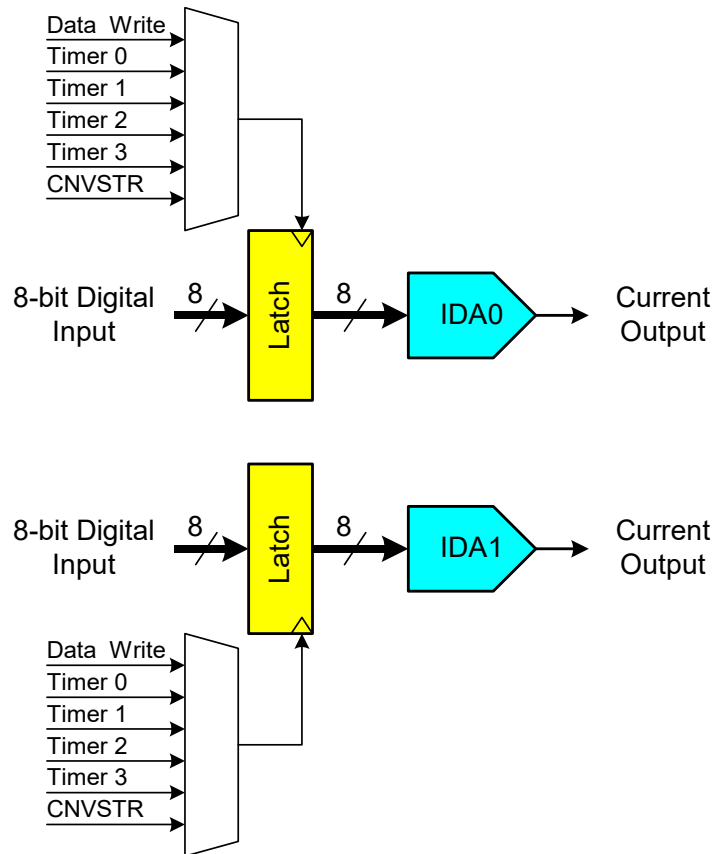 Data Write
Timer 0
Timer 1
Timer 2
Timer 3
CNVSTR
8-bit Digital
Input
8
Latch
8
IDA0
Current
Output
8-bit Digital
Input
8
Latch
8
IDA1
Current
Output
Data Write
Timer 0
Timer 1
Timer 2
Timer 3
CNVSTR